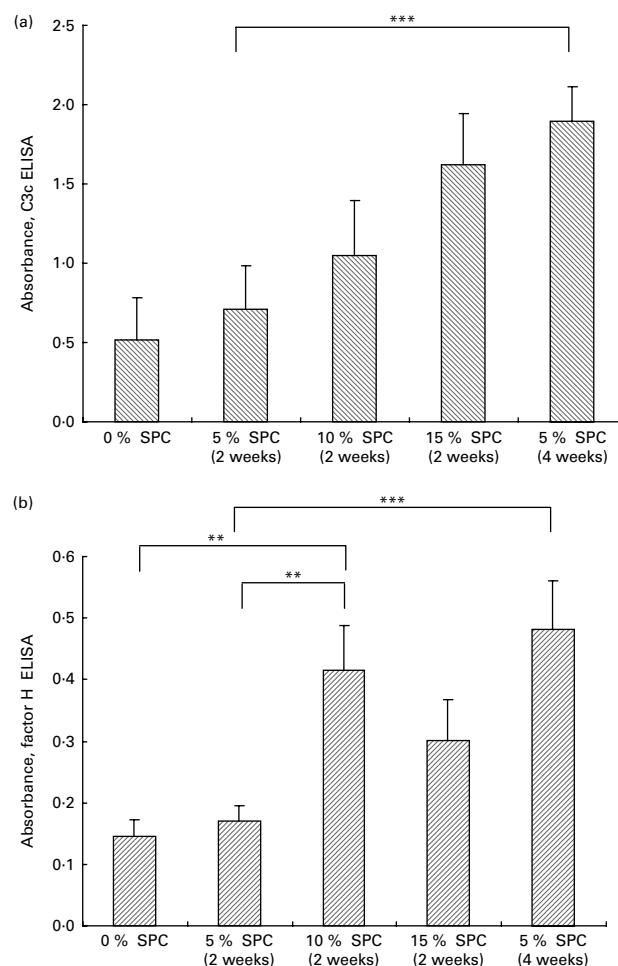 (a)
***
Absorbance, C3c ELISA
2·5
2·0
1·5
1·0
0·5
0·0
0 % SPC
5 % SPC
(2 weeks)
10 % SPC
(2 weeks)
15 % SPC
(2 weeks)
5 % SPC
(4 weeks)
(b)
***
**
**
Absorbance, factor H ELISA
0·6
0·5
0·4
0·3
0·2
0·1
0·0
0 % SPC
5 % SPC
(2 weeks)
10 % SPC
(2 weeks)
15 % SPC
(2 weeks)
5 % SPC
(4 weeks)